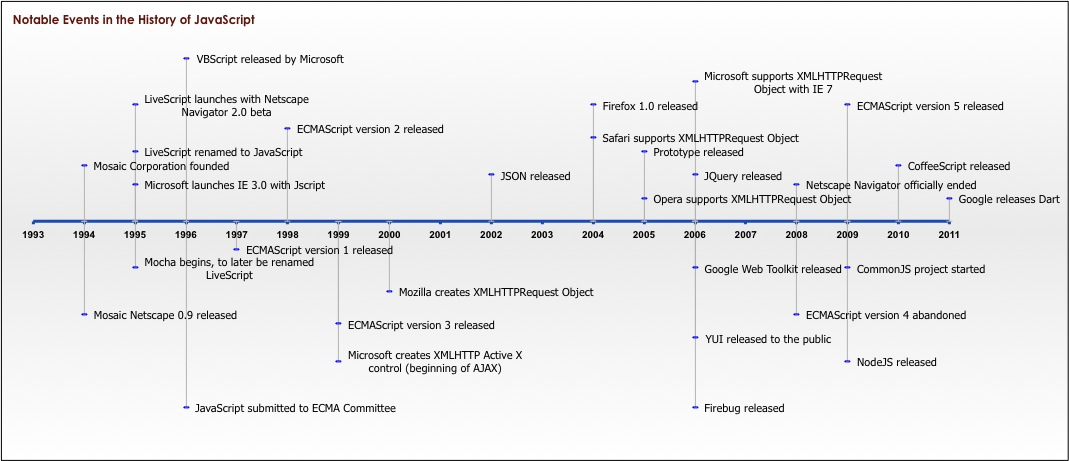 Notable Events in the History of JavaScript
VBScript released by Microsoft
Microsoft supports XMLHTTPRequest
Object with IE 7
LiveScript launches with Netscape
Navigator 2.0 beta
Firefox 1.0 released
ECMAScript version 5 released
ECMAScript version 2 released
Safari supports XMLHTTPRequest Object
LiveScript renamed to JavaScript
Prototype released
Mosaic Corporation founded
CoffeeScript released
JSON released
JQuery released
Microsoft launches IE 3.0 with Jscript
Netscape Navigator officially ended
Opera supports XMLHTTPRequest Object
Google releases Dart
1993 1994 1995 1996 1997 1998 1999 2000 2001 2002 2003 2004 2005 2006 2007 2008 2009 2010 2011
ECMAScript version 1 released
Mocha begins, to later be renamed
LiveScript
Google Web Toolkit released
CommonJS project started
Mozilla creates XMLHTTPRequest Object
Mosaic Netscape 0.9 released
ECMAScript version 4 abandoned
ECMAScript version 3 released
YUI released to the public
Microsoft creates XMLHTTP Active X
control (beginning of AJAX)
NodeJS released
JavaScript submitted to ECMA Committee
Firebug released